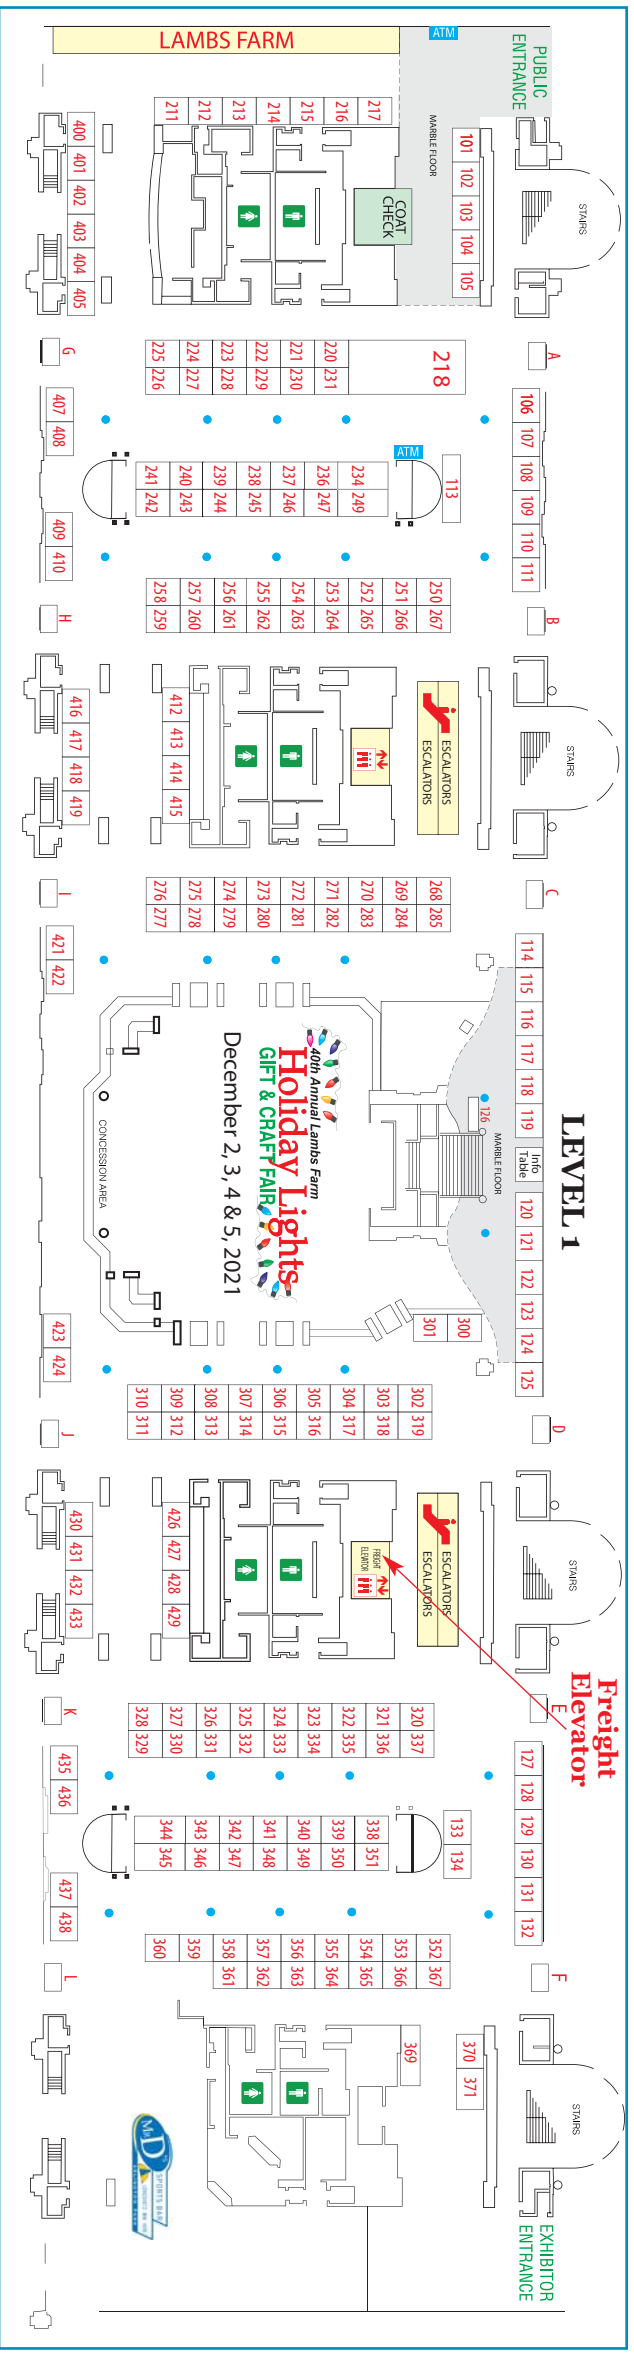 LEVEL 1
PUBLIC
ENTRANCE
ATM
LAMBS FARM
MARBLE FLOOR
STAIRS
101 102 103 104 105
COAT
CHECK
217
216
215
214
213
212
211
400 401 402 403 404 405
A
G
218
220 231
221 230
222 229
223 228
224 227
225 226
106 107 108 109 110 111
ATM
113
234 249
236 247
237 246
238 245
239 244
240 243
241 242
407 408
409 410
B
H
250 267
251 266
252 265
253 264
254 263
255 262
256 261
257 260
258 259
STAIRS
ESCALATORS
ESCALATORS
412 413 414 415
416 417 418 419
C
I
268 285
269 284
270 283
271 282
272 281
273 280
274 279
275 278
276 277
114 115 116 117 118 119
Info
Table
120 121 122 123 124 125
126
MARBLE FLOOR
300
301
40th Annual Lambs Farm
Holiday Lights
GIFT & CRAFT FAIR
December 2, 3, 4 & 5, 2021
CONCESSION AREA
421 422
423 424
D
J
302 319
303 318
304 317
305 316
306 315
307 314
308 313
309 312
310 311
STAIRS
ESCALATORS
ESCALATORS
FREIGHT
ELEVATOR
Freight
Elevator
426 427 428 429
430 431 432 433
E
K
320 337
321 336
322 335
323 334
324 333
325 332
326 331
327 330
328 329
127 128 129 130 131 132
133 134
338 351
339 350
340 349
341 348
342 347
343 346
344 345
435 436
437 438
F
L
352 367
353 366
354 365
355 364
356 363
357 362
358 361
359
360
STAIRS
370 371
369
EXHIBITOR
ENTRANCE
Mr D's
SPORTS BAR